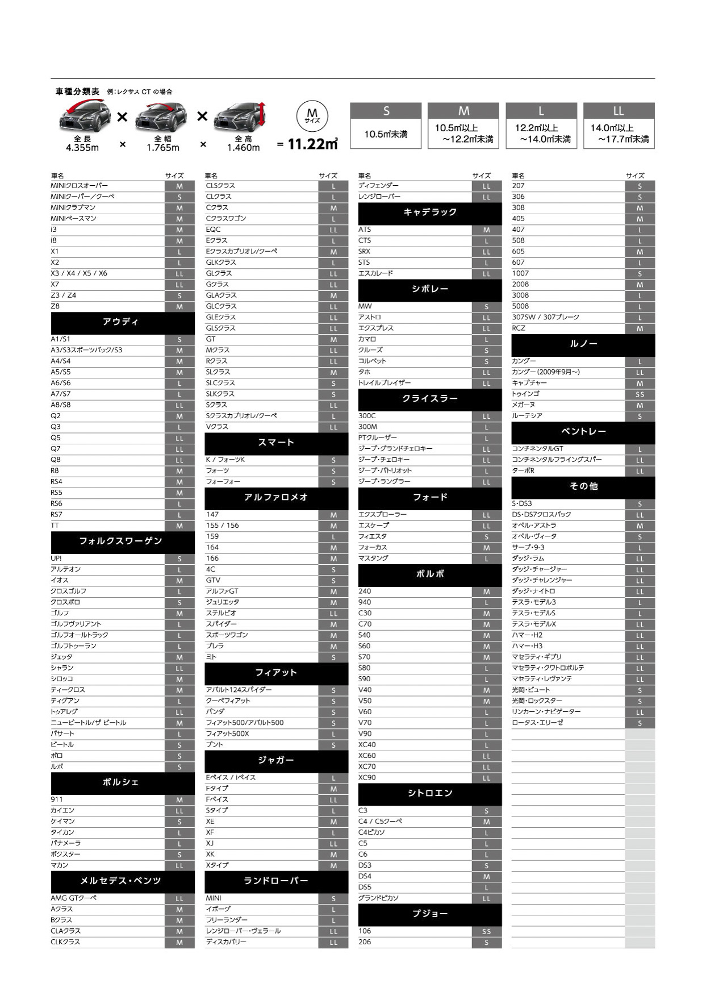 車種分類表 例:レクサス CT の場合
× ×
全長 全幅 全高
4.355m × 1.765m × 1.460m = 11.22㎥
M
サイズ
S
10.5㎡未満
M
10.5㎡以上
～12.2㎡未満
L
12.2㎡以上
～14.0㎡未満
LL
14.0㎡以上
～17.7㎡未満
車名 サイズ
MINIクロスオーバー M
MINIクーパー／クーペ S
MINIクラブマン M
MINIペースマン M
i3 M
i8 M
X1 L
X2 L
X3 / X4 / X5 / X6 LL
X7 LL
Z3 / Z4 S
Z8 M
アウディ
A1/S1 S
A3/S3スポーツバック/S3 M
A4/S4 M
A5/S5 M
A6/S6 L
A7/S7 L
A8/S8 LL
Q2 M
Q3 L
Q5 LL
Q7 LL
Q8 LL
R8 M
RS4 M
RS5 M
RS6 L
RS7 L
TT M
フォルクスワーゲン
UP! S
アルテオン L
イオス M
クロスゴルフ L
クロスポロ S
ゴルフ M
ゴルフヴァリアント L
ゴルフオールトラック L
ゴルフトゥーラン L
ジェッタ M
シャラン LL
シロッコ M
ティークロス M
ティグアン L
トゥアレグ LL
ニュービートル/ザ ビートル M
パサート L
ビートル S
ポロ S
ルポ S
ポルシェ
911 M
カイエン LL
ケイマン S
タイカン L
パナメーラ L
ボクスター S
マカン LL
メルセデス・ベンツ
AMG GTクーペ LL
Aクラス M
Bクラス M
CLAクラス M
CLKクラス M
車名 サイズ
CLSクラス L
CLクラス L
Cクラス M
Cクラスワゴン L
EQC LL
Eクラス L
Eクラスカブリオレ/クーペ M
GLKクラス L
GLクラス LL
Gクラス LL
GLAクラス M
GLCクラス LL
GLEクラス LL
GLSクラス LL
GT M
Mクラス LL
Rクラス LL
SLクラス M
SLCクラス S
SLKクラス S
Sクラス LL
Sクラスカブリオレ/クーペ L
Vクラス LL
スマート
K / フォーツK S
フォーツ S
フォーフォー S
アルファロメオ
147 M
155 / 156 M
159 L
164 M
166 M
4C S
GTV S
アルファGT M
ジュリエッタ M
ステルビオ LL
スパイダー M
スポーツワゴン M
ブレラ M
ミト S
フィアット
アバルト124スパイダー S
クーペフィアット S
パンダ S
フィアット500/アバルト500 S
フィアット500X L
プント S
ジャガー
Eペイス / iペイス L
Fタイプ M
Fペイス LL
Sタイプ L
XE M
XF L
XJ LL
XK M
Xタイプ M
ランドローバー
MINI S
イボーグ L
フリーランダー L
レンジローバー・ヴェラール LL
ディスカバリー LL
車名 サイズ
ディフェンダー LL
レンジローバー LL
キャデラック
ATS M
CTS L
SRX LL
STS L
エスカレード LL
シボレー
MW S
アストロ LL
エクスプレス LL
カマロ L
クルーズ S
コルベット S
タホ LL
トレイルブレイザー LL
クライスラー
300C LL
300M L
PTクルーザー L
ジープ・グランドチェロキー LL
ジープ・チェロキー LL
ジープ・パトリオット L
ジープ・ラングラー LL
フォード
エクスプローラー LL
エスケープ LL
フィエスタ S
フォーカス M
マスタング L
ボルボ
240 M
940 L
C30 M
C70 M
S40 M
S60 M
S70 M
S80 L
S90 L
V40 M
V50 M
V60 L
V70 L
V90 L
XC40 L
XC60 LL
XC70 LL
XC90 LL
シトロエン
C3 S
C4 / C5クーペ M
C4ピカソ L
C5 L
C6 L
DS3 S
DS4 M
DS5 L
グランドピカソ LL
プジョー
106 SS
206 S
車名 サイズ
207 S
306 S
308 M
405 M
407 L
508 L
605 M
607 L
1007 S
2008 M
3008 L
5008 L
307SW / 307ブレーク L
RCZ M
ルノー
カングー L
カングー(2009年9月～) LL
キャプチャー M
トゥインゴ SS
メガーヌ M
ルーテシア S
ベントレー
コンチネンタルGT L
コンチネンタルフライングスパー LL
ターボR LL
その他
S・DS3 S
DS・DS7クロスバック LL
オペル・アストラ M
オペル・ヴィータ S
サーブ・9-3 L
ダッジ・ラム LL
ダッジ・チャージャー LL
ダッジ・チャレンジャー LL
ダッジ・ナイトロ LL
テスラ・モデル3 L
テスラ・モデルS L
テスラ・モデルX LL
ハマー・H2 LL
ハマー・H3 LL
マセラティ・ギブリ LL
マセラティ・クワトロポルテ LL
マセラティ・レヴァンテ LL
光岡・ビュート S
光岡・ロックスター S
リンカーン・ナビゲーター LL
ロータス・エリーゼ S